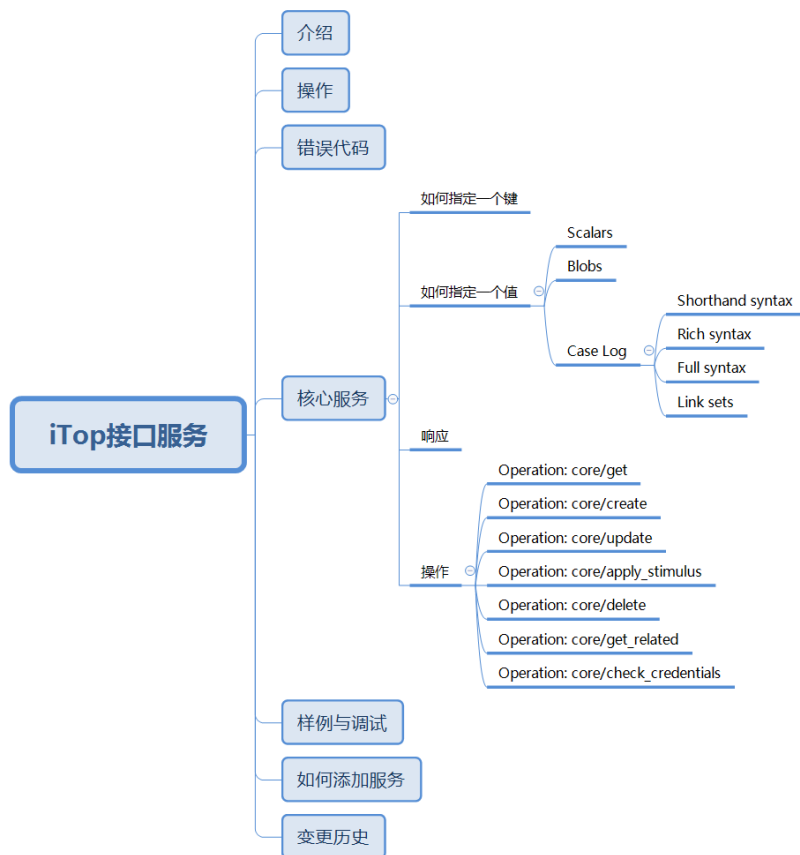 iTop接口服务
介绍
操作
错误代码
核心服务
如何指定一个键
如何指定一个值
Scalars
Blobs
Case Log
Shorthand syntax
Rich syntax
Full syntax
Link sets
响应
操作
Operation: core/get
Operation: core/create
Operation: core/update
Operation: core/apply_stimulus
Operation: core/delete
Operation: core/get_related
Operation: core/check_credentials
样例与调试
如何添加服务
变更历史